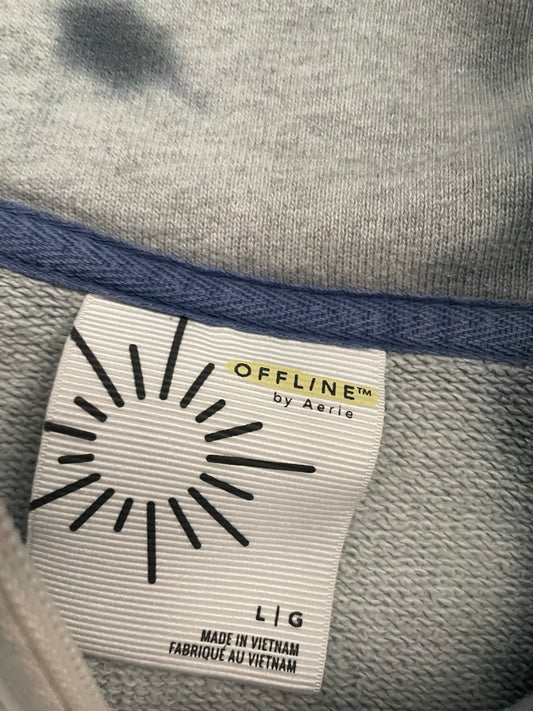 OFFLINE™
by Aerie
L|G
MADE IN VIETNAM
FABRIQUÉ AU VIETNAM